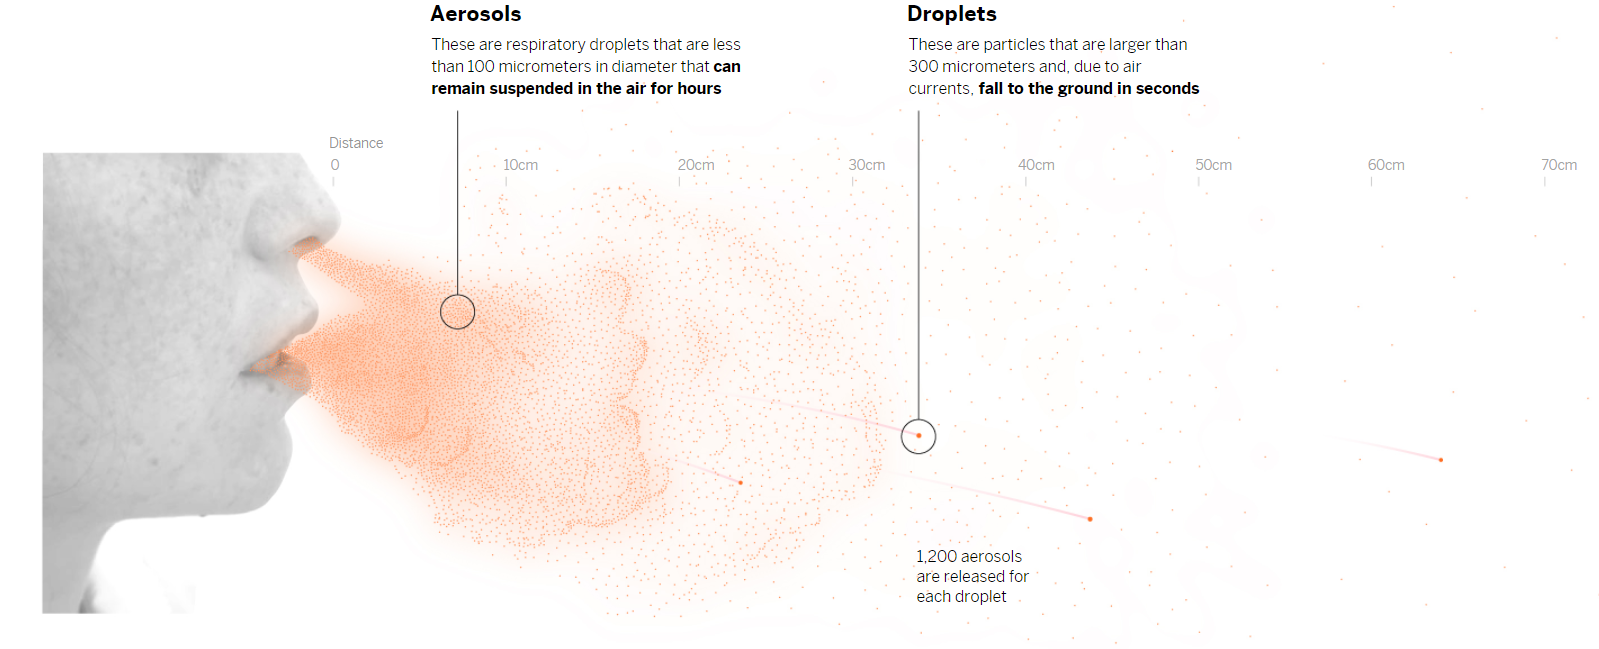 Aerosols
These are respiratory droplets that are less
than 100 micrometers in diameter that can
remain suspended in the air for hours
Droplets
These are particles that are larger than
300 micrometers and, due to air
currents, fall to the ground in seconds
Distance
0
10cm
20cm
30cm
40cm
50cm
60cm
70cm
1,200 aerosols
are released for
each droplet